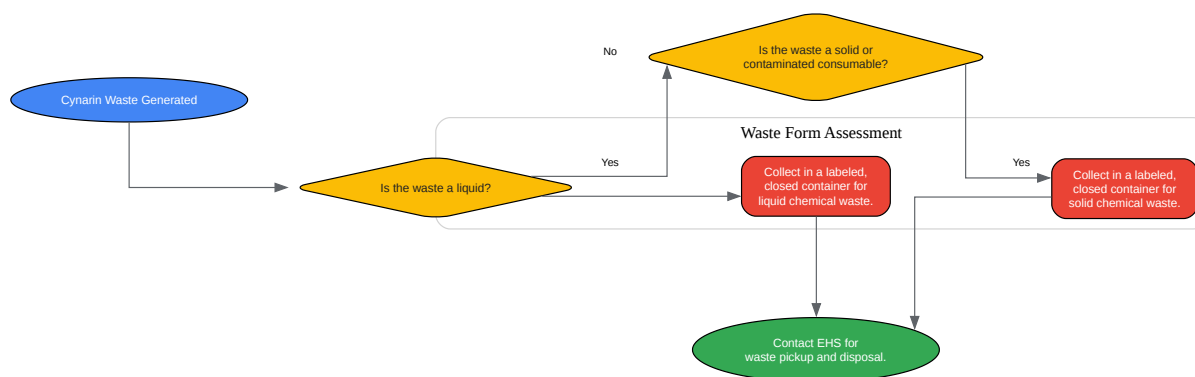 No
Is the waste a solid or
contaminated consumable?
Cynarin Waste Generated
Waste Form Assessment
Is the waste a liquid?
Yes
Collect in a labeled,
closed container for
liquid chemical waste.
Yes
Collect in a labeled,
closed container for
solid chemical waste.
Contact EHS for
waste pickup and disposal.